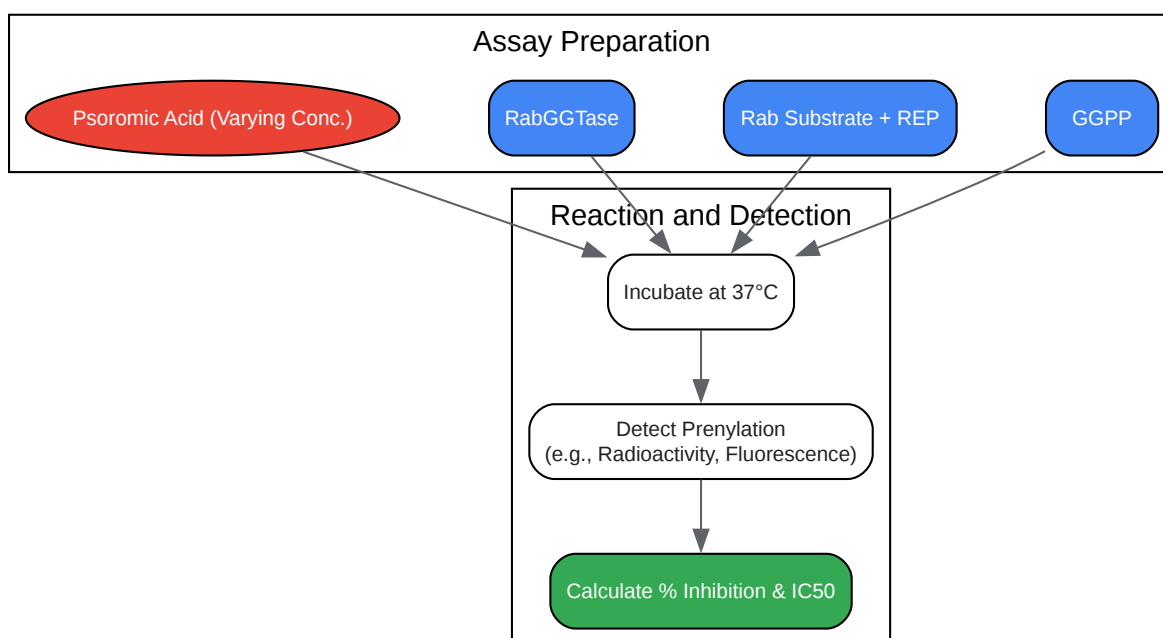 Assay Preparation
Psoromic Acid (Varying Conc.)
RabGGTase
Rab Substrate + REP
GGPP
Reaction and Detection
Incubate at 37°C
Detect Prenylation
(e.g., Radioactivity, Fluorescence)
Calculate % Inhibition & IC50